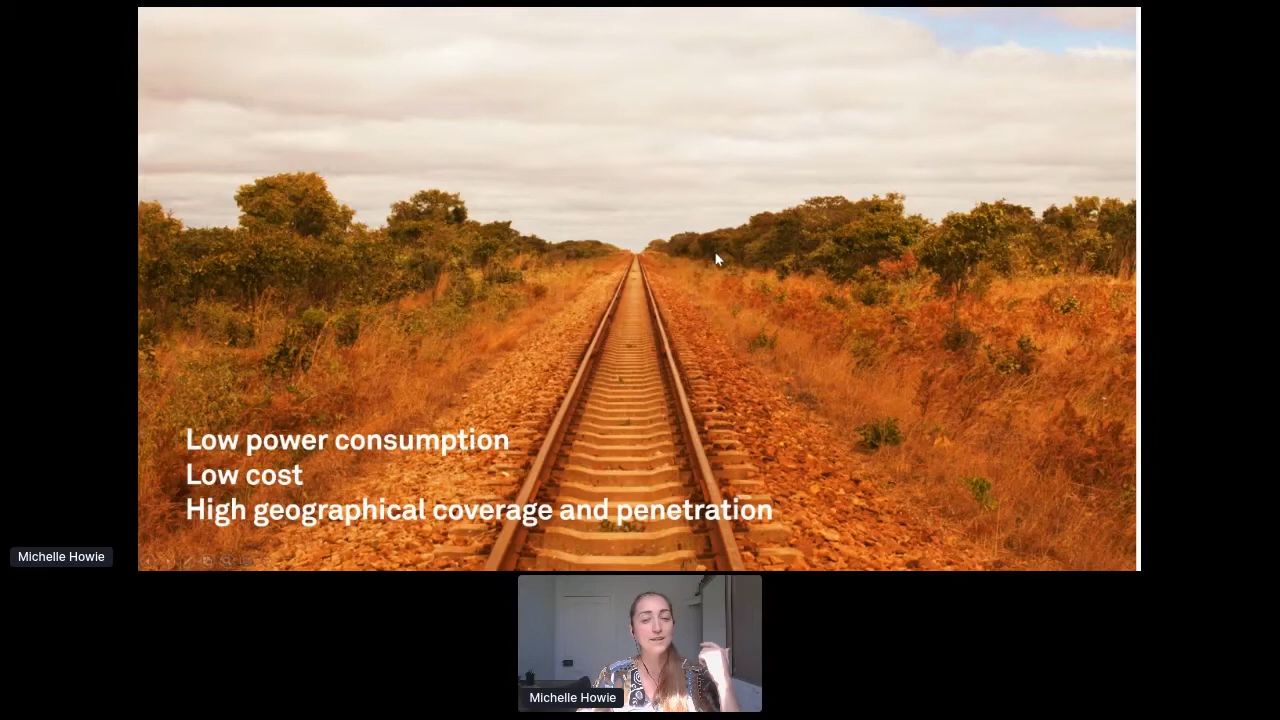 Low power consumption
Low cost
High geographical coverage and penetration
Michelle Howie
Michelle Howie